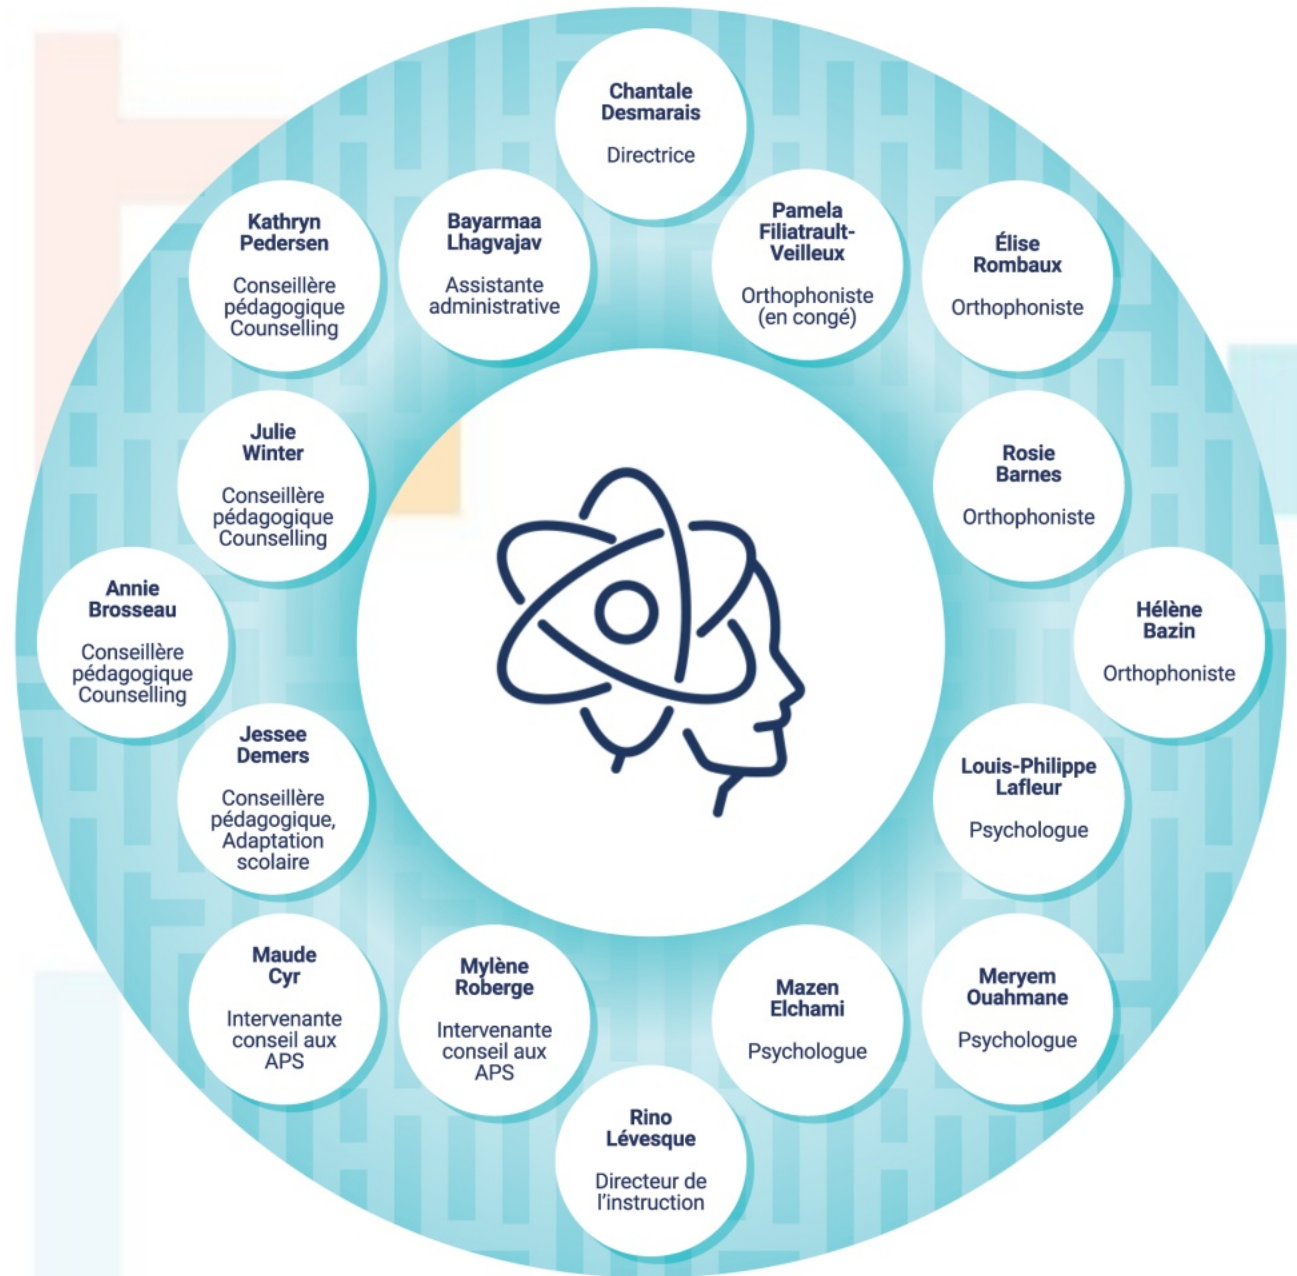 Chantale
Desmarais
Directrice
Kathryn
Pedersen
Conseillère
pédagogique
Counselling
Bayarmaa
Lhagvajav
Assistante
administrative
Pamela
Filiatrault-
Veilleux
Orthophoniste
(en congé)
Élise
Rombaux
Orthophoniste
Julie
Winter
Conseillère
pédagogique
Counselling
Rosie
Barnes
Orthophoniste
Annie
Brosseau
Conseillère
pédagogique
Counselling
Hélène
Bazin
Orthophoniste
Jessee
Demers
Conseillère
pédagogique,
Adaptation
scolaire
Louis-Philippe
Lafleur
Psychologue
Maude
Cyr
Intervenante
conseil aux
APS
Mylène
Roberge
Intervenante
conseil aux
APS
Mazen
Elchami
Psychologue
Meryem
Ouahmane
Psychologue
Rino
Lévesque
Directeur de
l'instruction